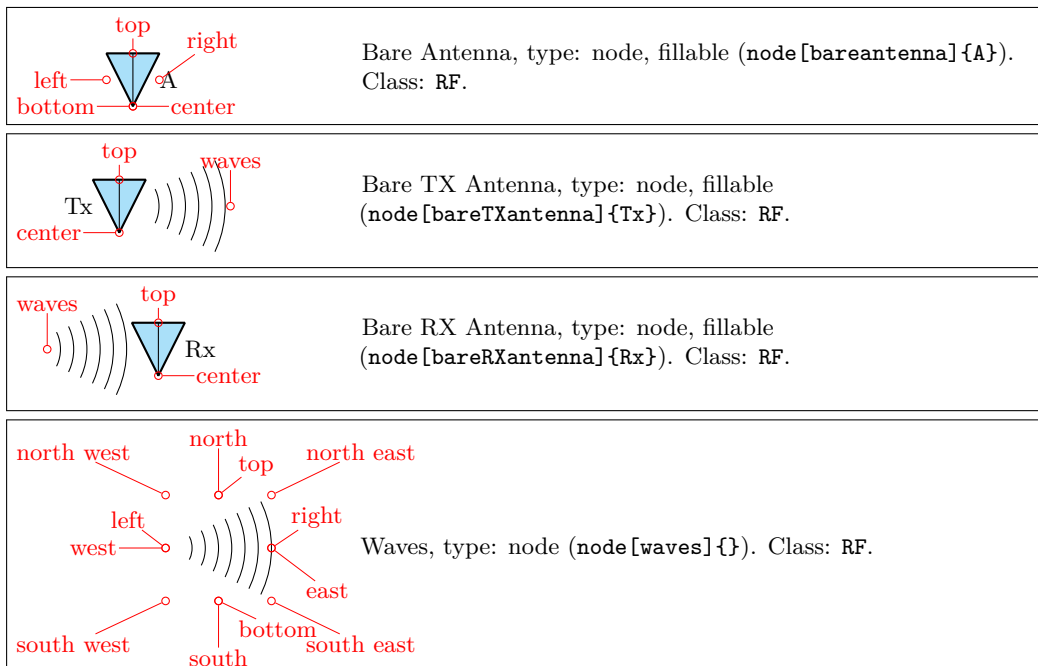 top
right
left
A
bottom
center
Bare Antenna, type: node, fillable (node[bareantenna]{A}).
Class: RF.
top
waves
Tx
center
Bare TX Antenna, type: node, fillable
(node[bareTXantenna]{Tx}). Class: RF.
waves
top
Rx
center
Bare RX Antenna, type: node, fillable
(node[bareRXantenna]{Rx}). Class: RF.
north
north west
north east
top
left
right
west
east
bottom
south west
south east
south
Waves, type: node (node[waves]{}). Class: RF.